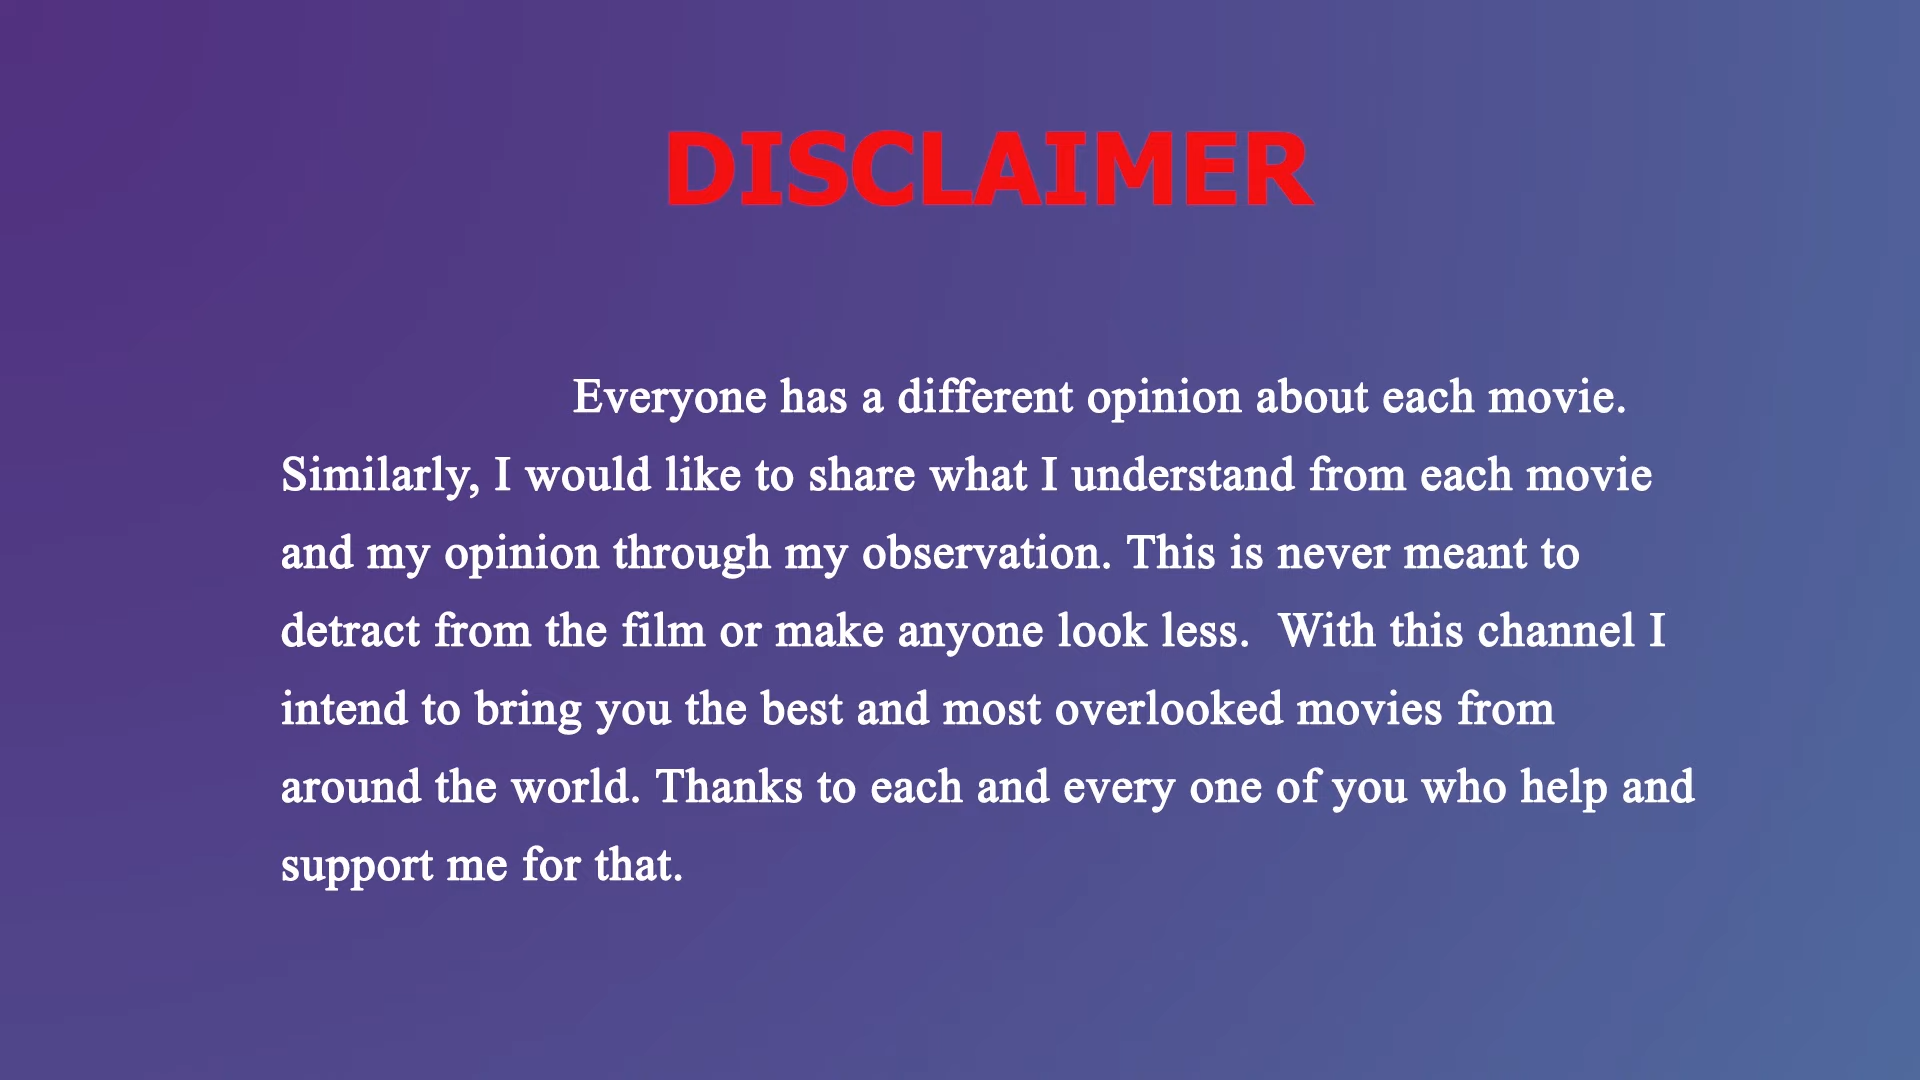 DISCLAIMER
Everyone has a different opinion about each movie.
Similarly, I would like to share what I understand from each movie
and my opinion through my observation. This is never meant to
detract from the film or make anyone look less.  With this channel I
intend to bring you the best and most overlooked movies from
around the world. Thanks to each and every one of you who help and
support me for that.